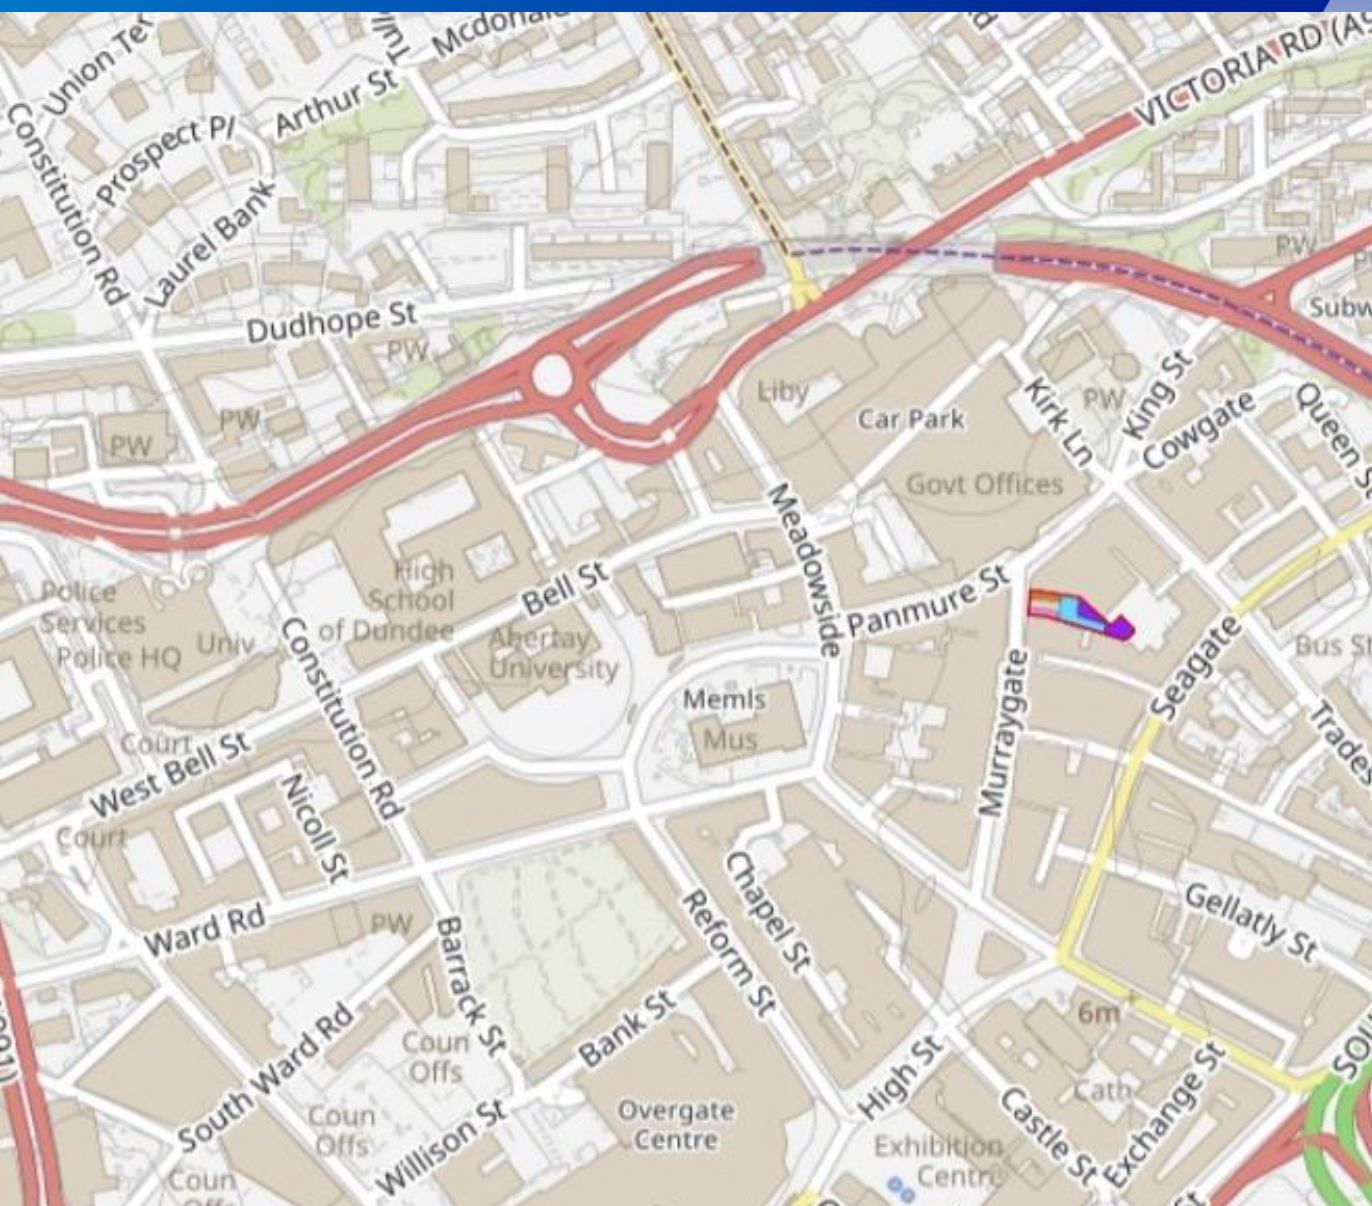 Union Ter
Mcdonald
VICTORIA RD (A
Constitution Rd
Arthur St
Prospect Pl
Laurel Bank
PW
Subw
Dudhope St
PW
PW
PW
Liby
Car Park
Kirk Ln
PW
King St
Cowgate
Queen S
Govt Offices
Meadowside
High
School
of Dundee
Bell St
Police
Services
Police HQ
Univ
Abertay
University
Panmure St
Constitution Rd
Memls
Mus
Murraygate
Seagate
Bus St
Trades
Court
West Bell St
Nicoll St
Court
Chapel St
Reform St
Gellatly St
Ward Rd
PW
Barrack St
Bank St
6m
South Ward Rd
Coun
Offs
High St
Exchange St
Cath
Castle St
Coun
Offs
Willison St
Overgate
Centre
Exhibition
Centre
Coun
Offs
St